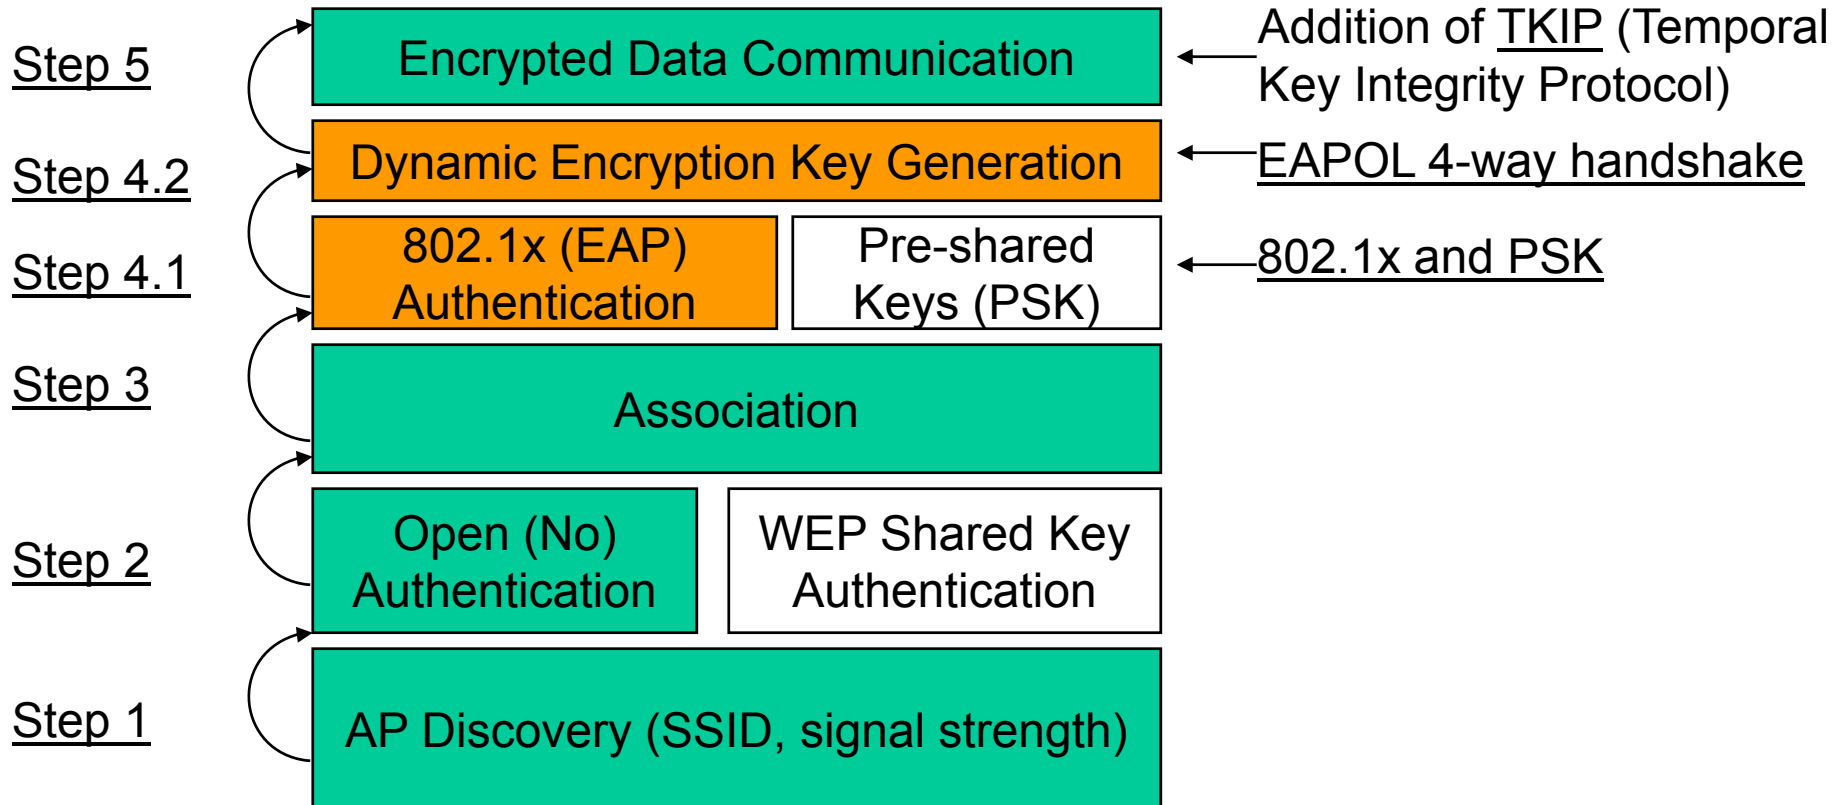 Step 5
Encrypted Data Communication
Addition of TKIP (Temporal
Key Integrity Protocol)
Step 4.2
Dynamic Encryption Key Generation
EAPOL 4-way handshake
Step 4.1
802.1x (EAP)
Authentication
Pre-shared
Keys (PSK)
802.1x and PSK
Step 3
Association
Step 2
Open (No)
Authentication
WEP Shared Key
Authentication
Step 1
AP Discovery (SSID, signal strength)